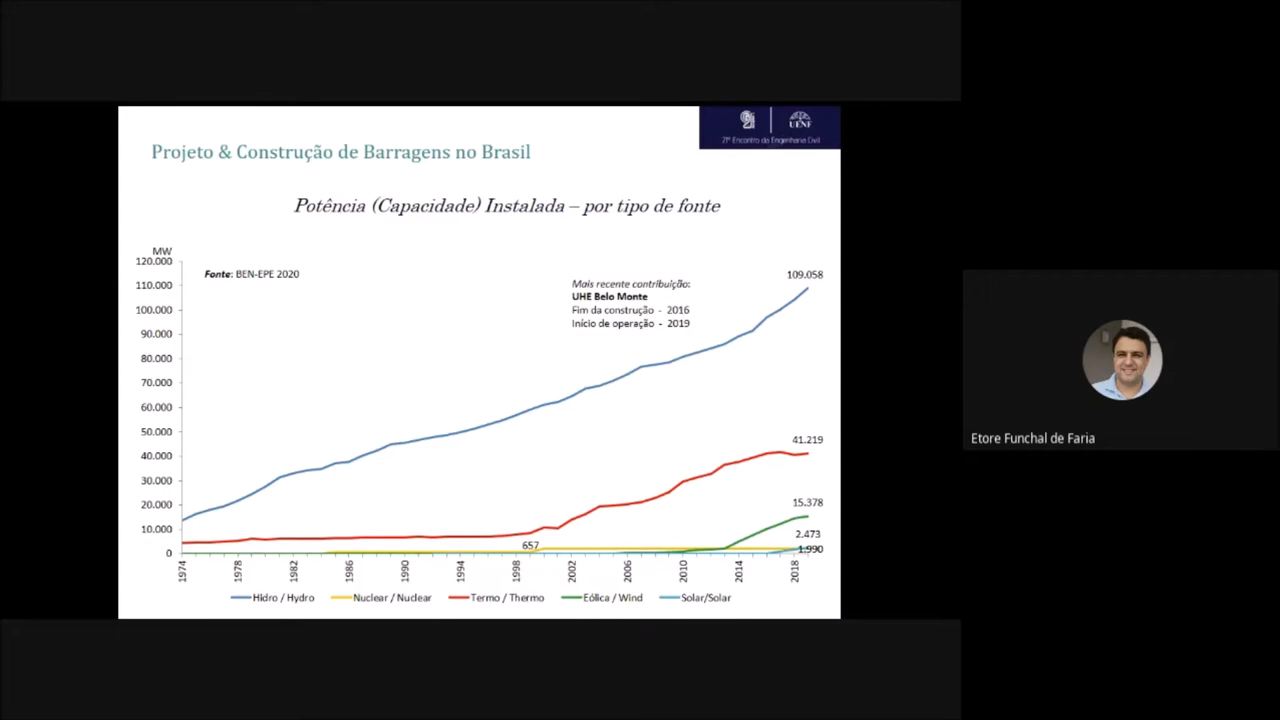 UENF
21º Encontro da Engenharia Civil
Projeto & Construção de Barragens no Brasil
Potência (Capacidade) Instalada – por tipo de fonte
MW
120.000
110.000
100.000
90.000
80.000
70.000
60.000
50.000
40.000
30.000
20.000
10.000
0
Fonte: BEN-EPE 2020
Mais recente contribuição:
UHE Belo Monte
Fim da construção - 2016
Início de operação - 2019
109.058
41.219
15.378
2.473
1.990
657
1974
1978
1982
1986
1990
1994
1998
2002
2006
2010
2014
2018
Hidro / Hydro
Nuclear / Nuclear
Termo / Thermo
Eólica / Wind
Solar/Solar
Etore Funchal de Faria